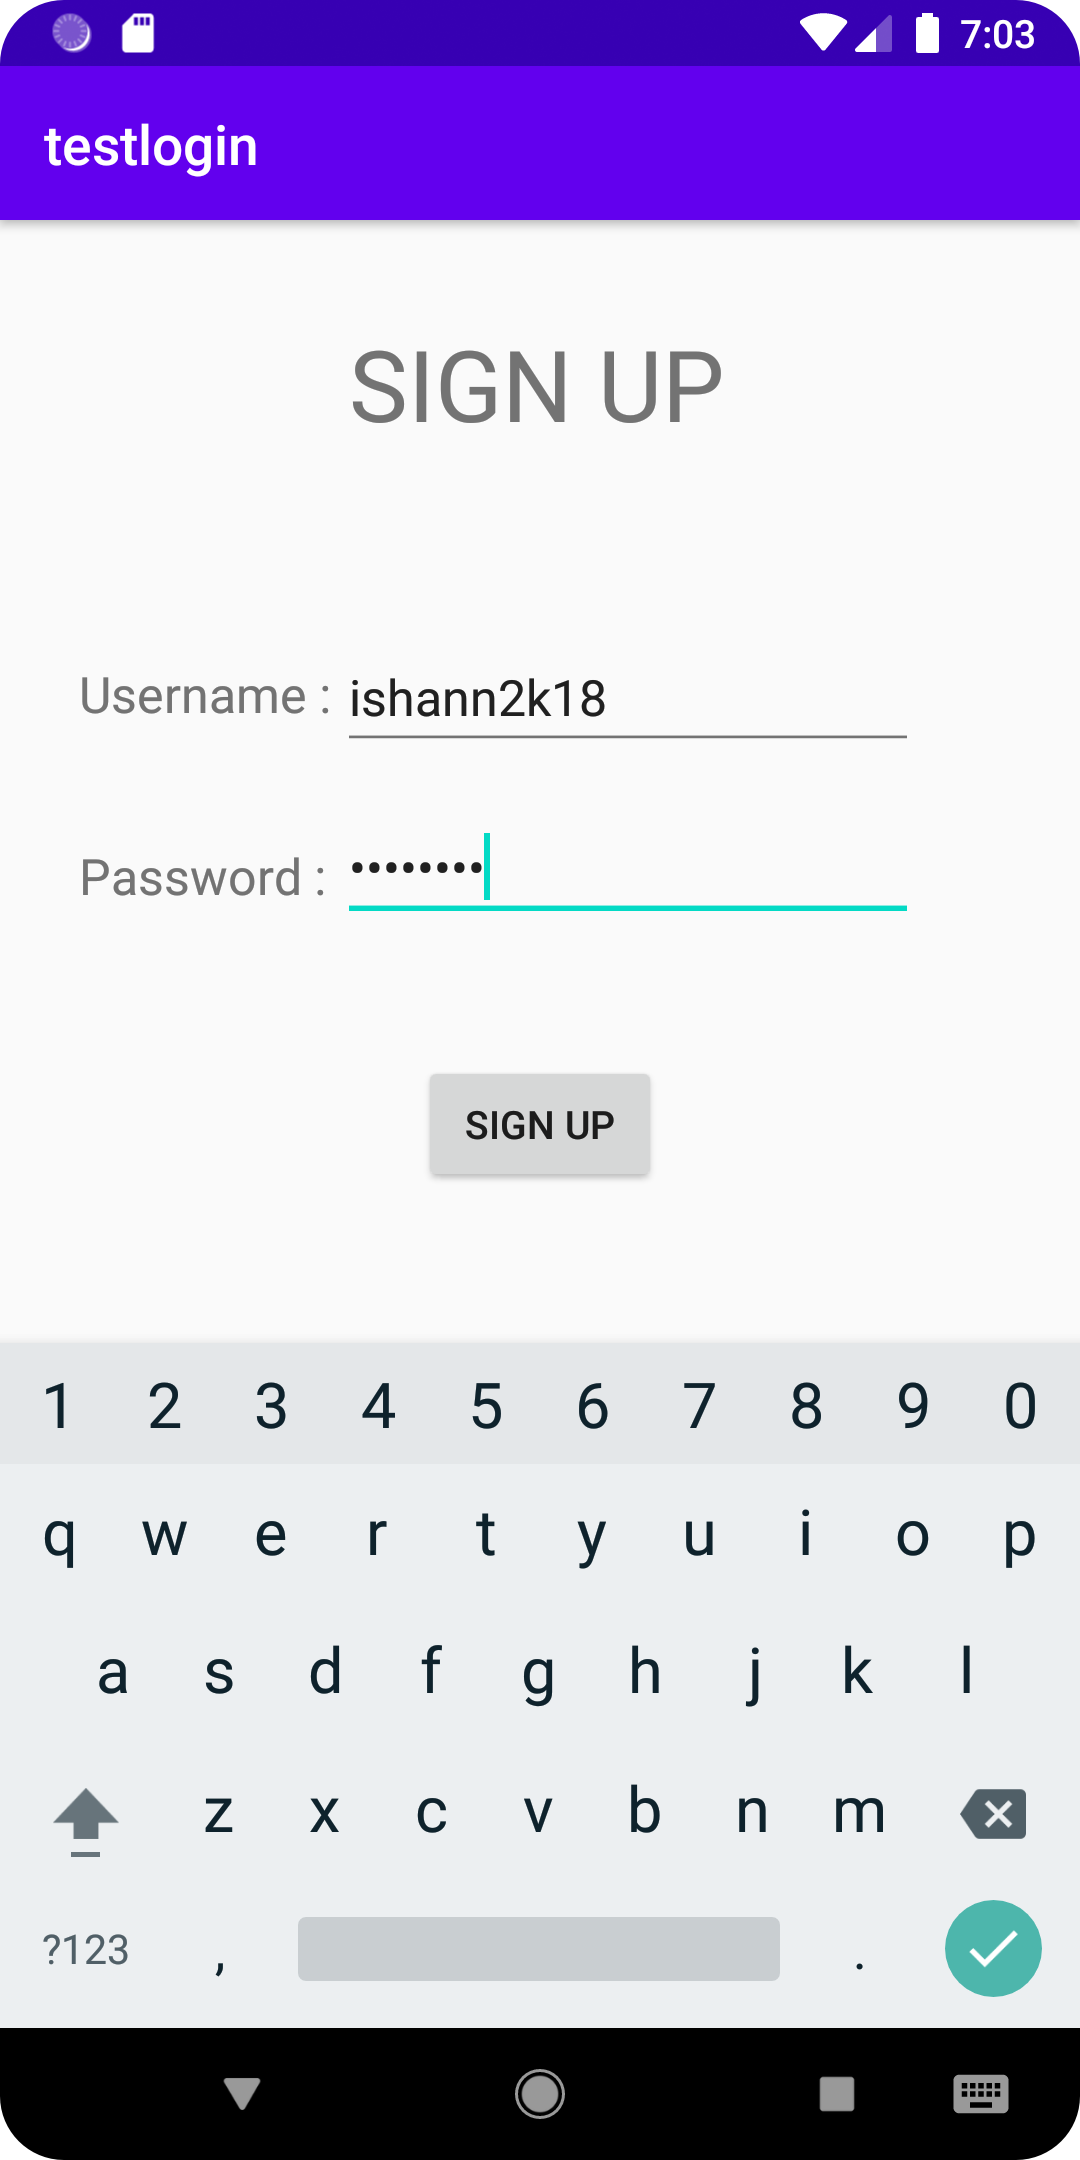 7:03
testlogin
SIGN UP
Username : ishann2k18
Password : ••••••••
SIGN UP
1 2 3 4 5 6 7 8 9 0
q w e r t y u i o p
a s d f g h j k l
z x c v b n m
?123 , .